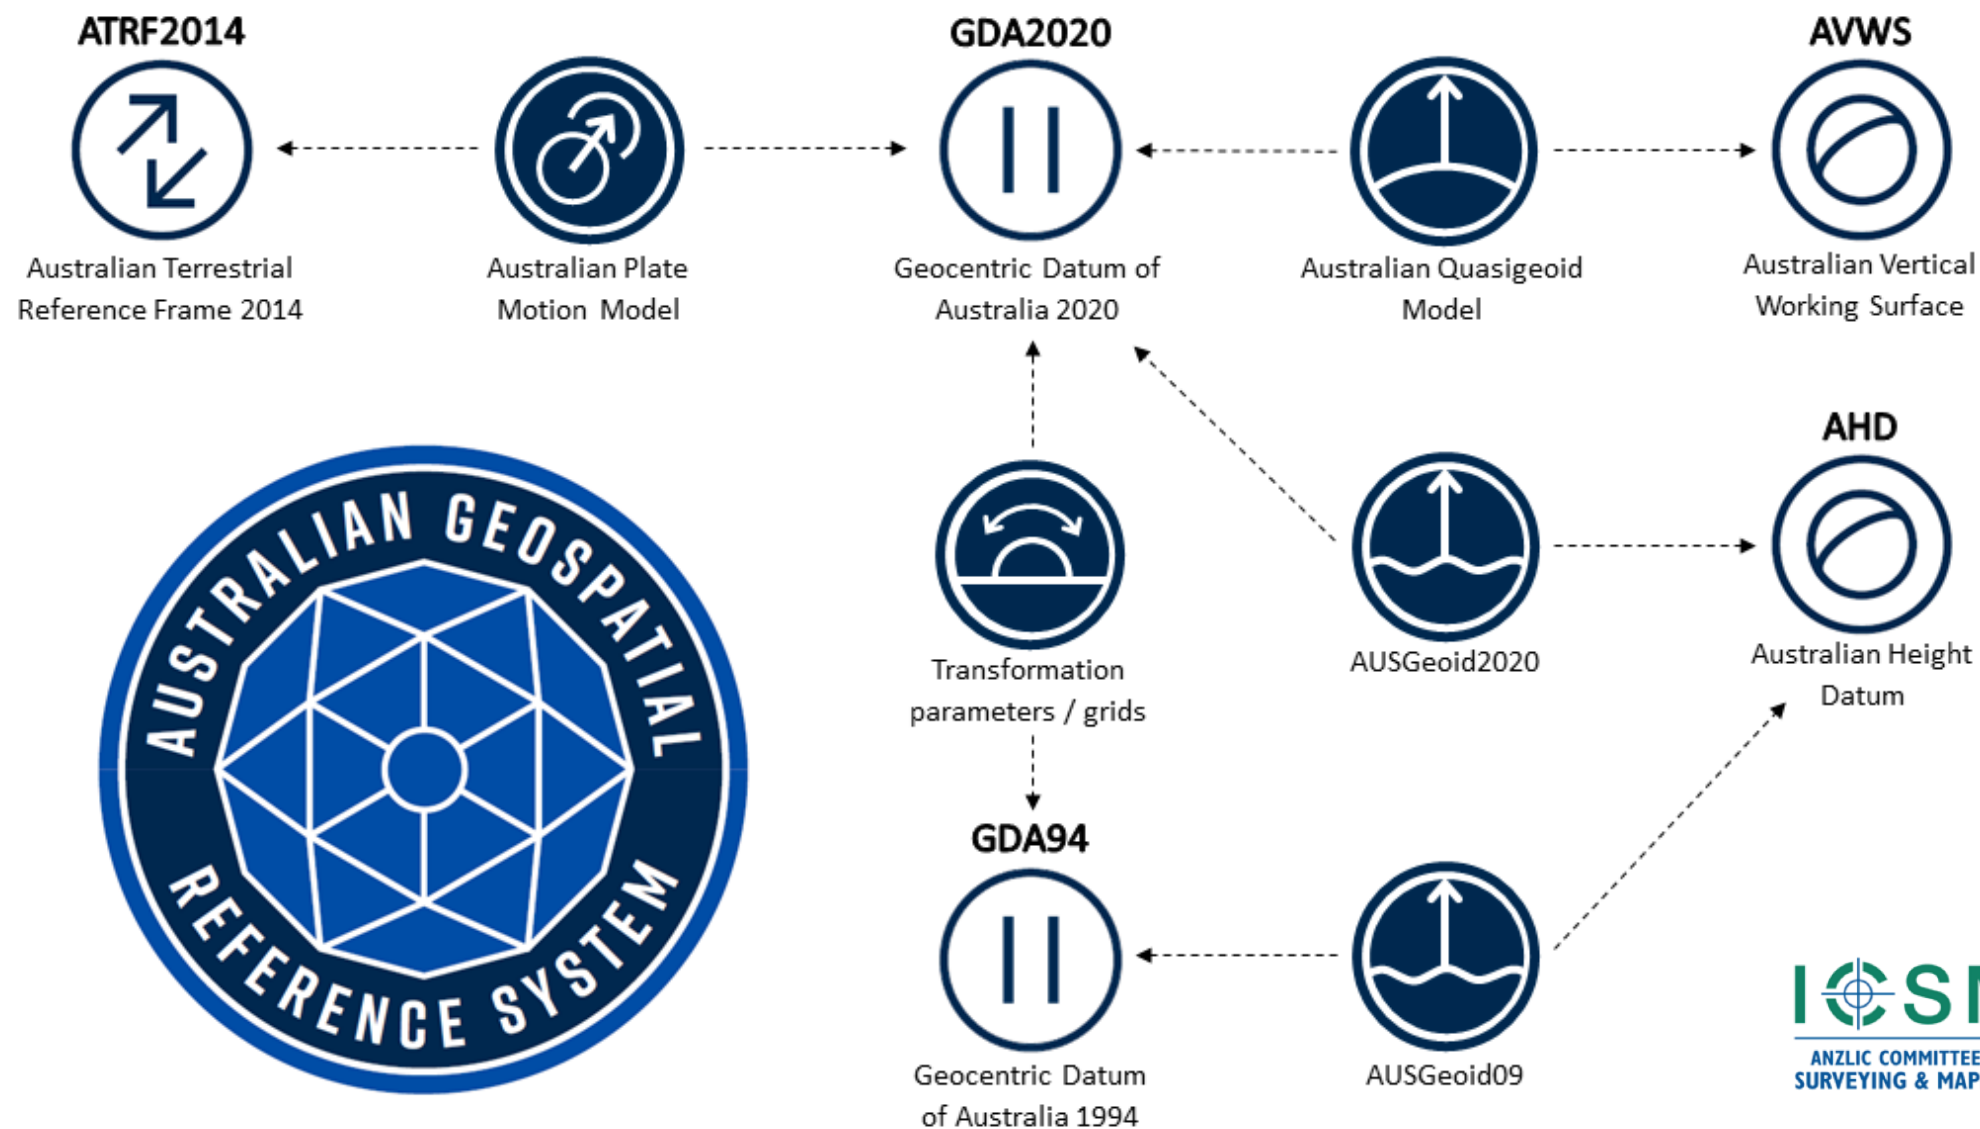 ATRF2014
GDA2020
AVWS
Australian Terrestrial
Reference Frame 2014
Australian Plate
Motion Model
Geocentric Datum of
Australia 2020
Australian Quasigeoid
Model
Australian Vertical
Working Surface
AHD
AUSTRALIAN GEOSPATIAL
REFERENCE SYSTEM
Transformation
parameters / grids
AUSGeoid2020
Australian Height
Datum
GDA94
Geocentric Datum
of Australia 1994
AUSGeoid09
ICS
ANZLIC COMMITTEE
SURVEYING & MAP